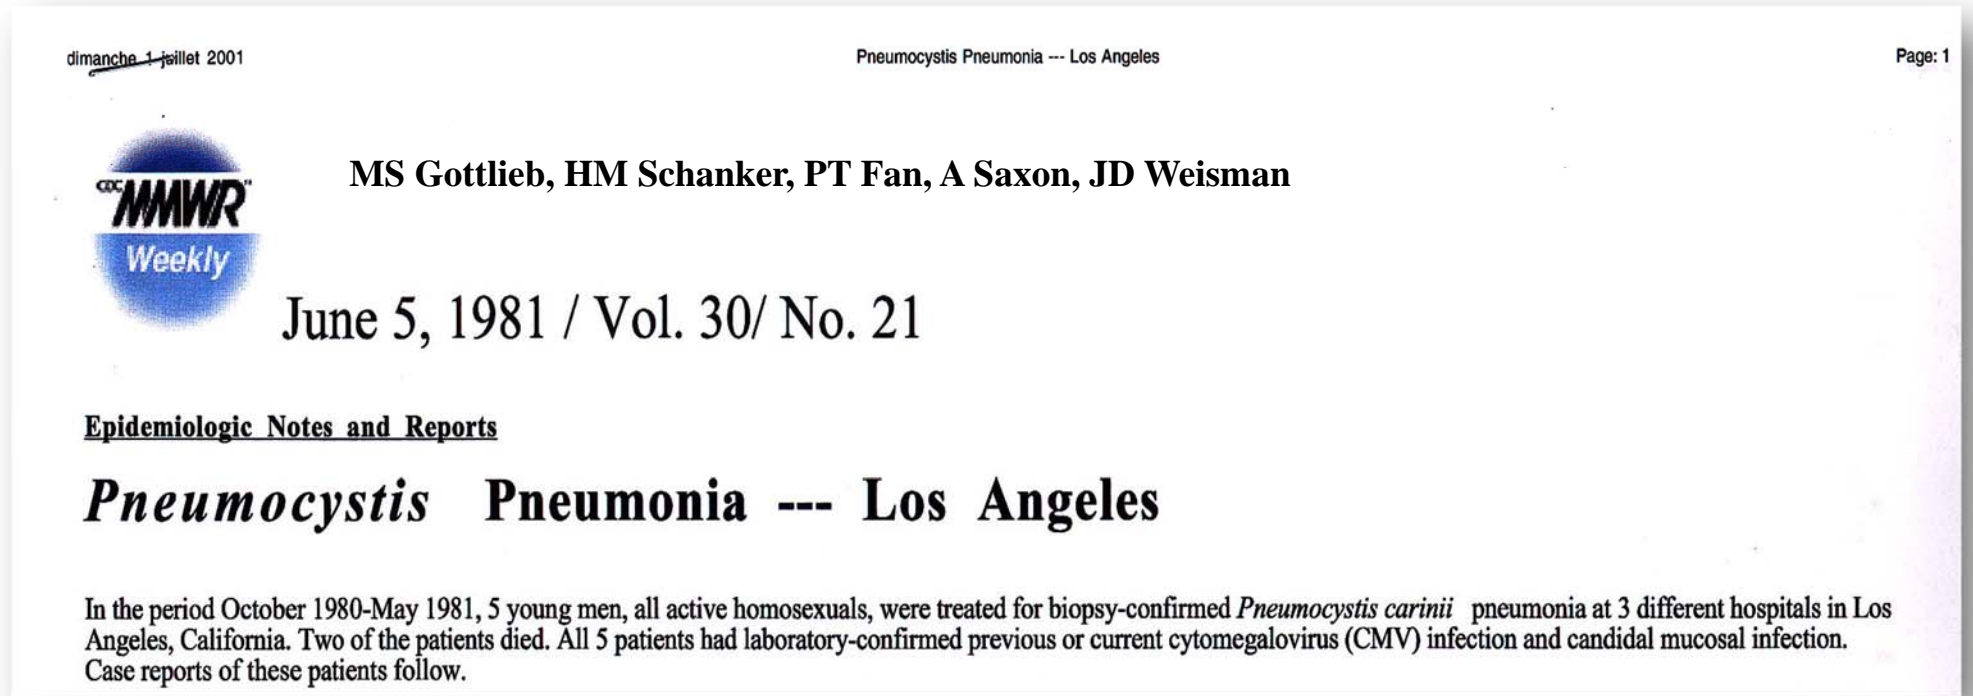 dimanche 1 juillet 2001
Pneumocystis Pneumonia --- Los Angeles
Page: 1
CDC
MMWR
Weekly
MS Gottlieb, HM Schanker, PT Fan, A Saxon, JD Weisman
June 5, 1981 / Vol. 30/ No. 21
Epidemiologic Notes and Reports
Pneumocystis Pneumonia --- Los Angeles
In the period October 1980-May 1981, 5 young men, all active homosexuals, were treated for biopsy-confirmed Pneumocystis carinii pneumonia at 3 different hospitals in Los
Angeles, California. Two of the patients died. All 5 patients had laboratory-confirmed previous or current cytomegalovirus (CMV) infection and candidal mucosal infection.
Case reports of these patients follow.